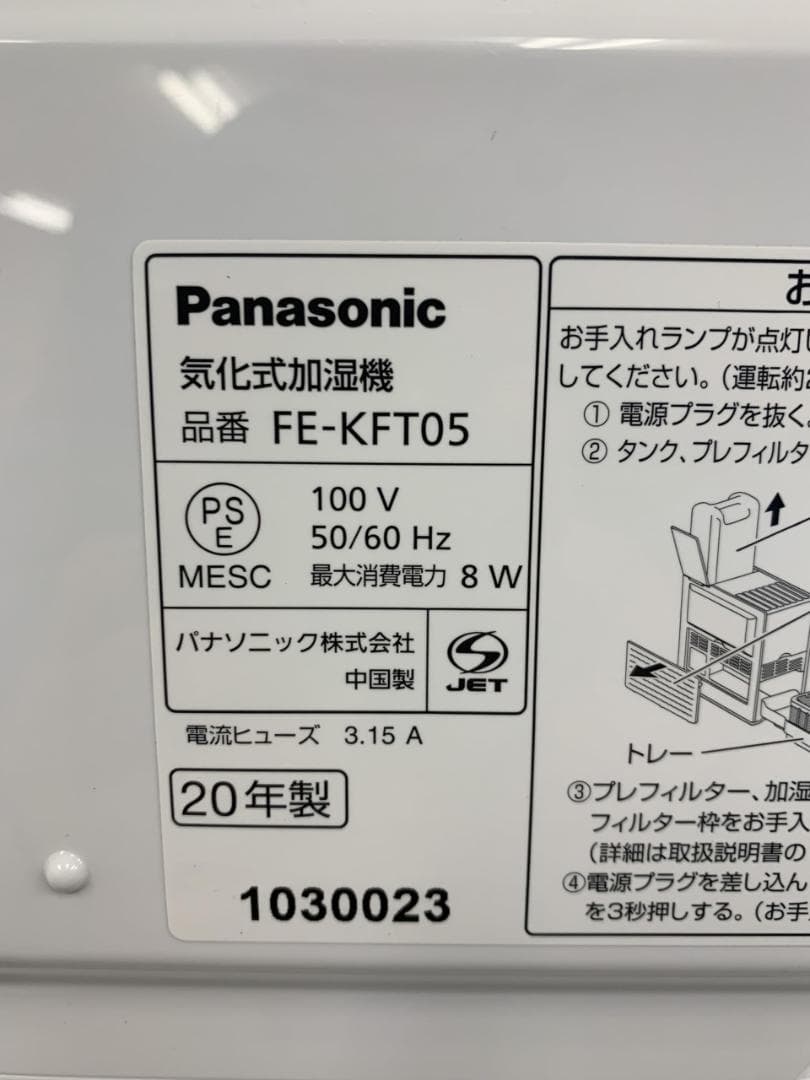 Panasonic
気化式加湿機
品番 FE-KFT05
PS
E
MESC
100 V
50/60 Hz
最大消費電力 8 W
パナソニック株式会社
中国製
JET
電流ヒューズ 3.15 A
20年製
1030023
お
お手入れランプが点灯
してください。(運転約2
① 電源プラグを抜く。
② タンク、プレフィルタ
トレー
③プレフィルター、加湿
フィルター枠をお手入
(詳細は取扱説明書の
④電源プラグを差し込ん
を3秒押しする。(お手